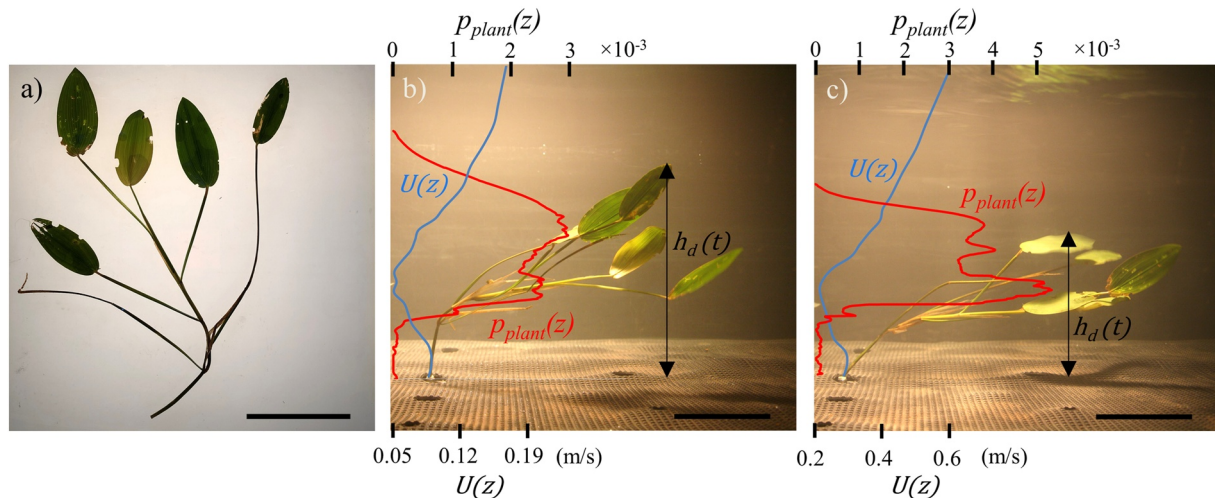 p_plant(z)
0 1 2 3 ×10⁻³
p_plant(z)
0 1 2 3 4 5 ×10⁻³
a)
b)
c)
U(z)
U(z)
p_plant(z)
h_d(t)
p_plant(z)
h_d(t)
0.05 0.12 0.19 (m/s)
U(z)
0.2 0.4 0.6 (m/s)
U(z)